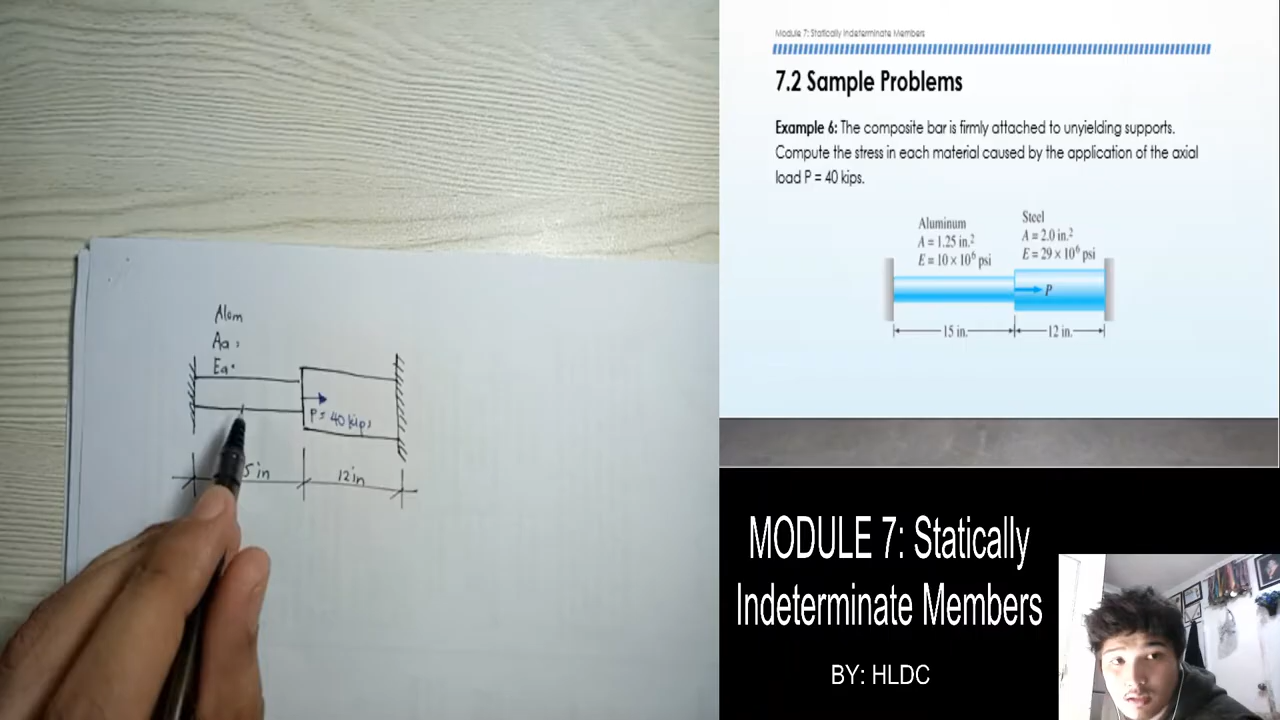 Alum
Aa =
Ea =
P = 40 kips
5 in
12 in
Module 7: Statically Indeterminate Members
7.2 Sample Problems
Example 6: The composite bar is firmly attached to unyielding supports.
Compute the stress in each material caused by the application of the axial
load P = 40 kips.
Aluminum
A = 1.25 in.²
E = 10 × 10⁶ psi
Steel
A = 2.0 in.²
E = 29 × 10⁶ psi
P
15 in.
12 in.
MODULE 7: Statically
Indeterminate Members
BY: HLDC